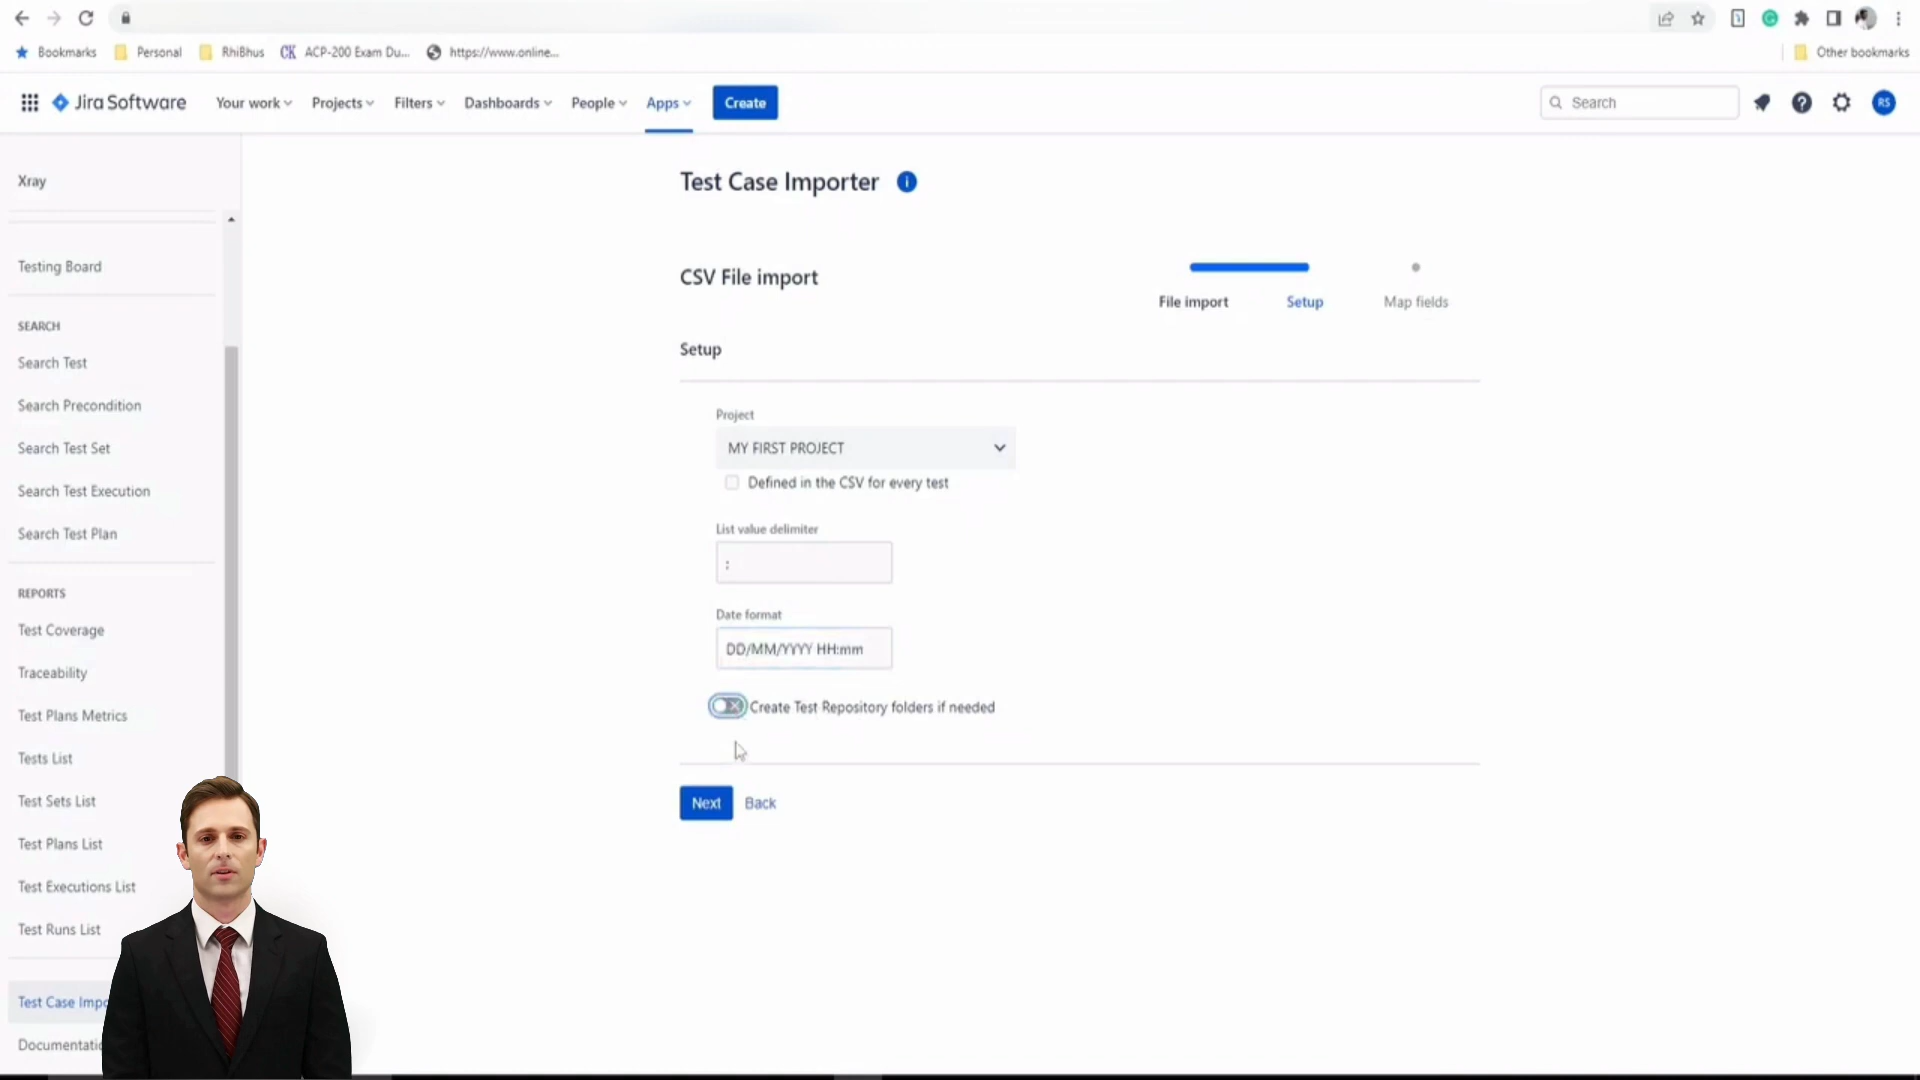 Bookmarks Personal RhiBhus CK ACP-200 Exam Du... https://www.online... Other bookmarks
Jira Software Your work Projects Filters Dashboards People Apps Create Search RS
Xray
Testing Board
SEARCH
Search Test
Search Precondition
Search Test Set
Search Test Execution
Search Test Plan
REPORTS
Test Coverage
Traceability
Test Plans Metrics
Tests List
Test Sets List
Test Plans List
Test Executions List
Test Runs List
Test Case Impo
Documentatio
Test Case Importer
CSV File import
File import Setup Map fields
Setup
Project
MY FIRST PROJECT
Defined in the CSV for every test
List value delimiter
:
Date format
DD/MM/YYYY HH:mm
Create Test Repository folders if needed
Next Back